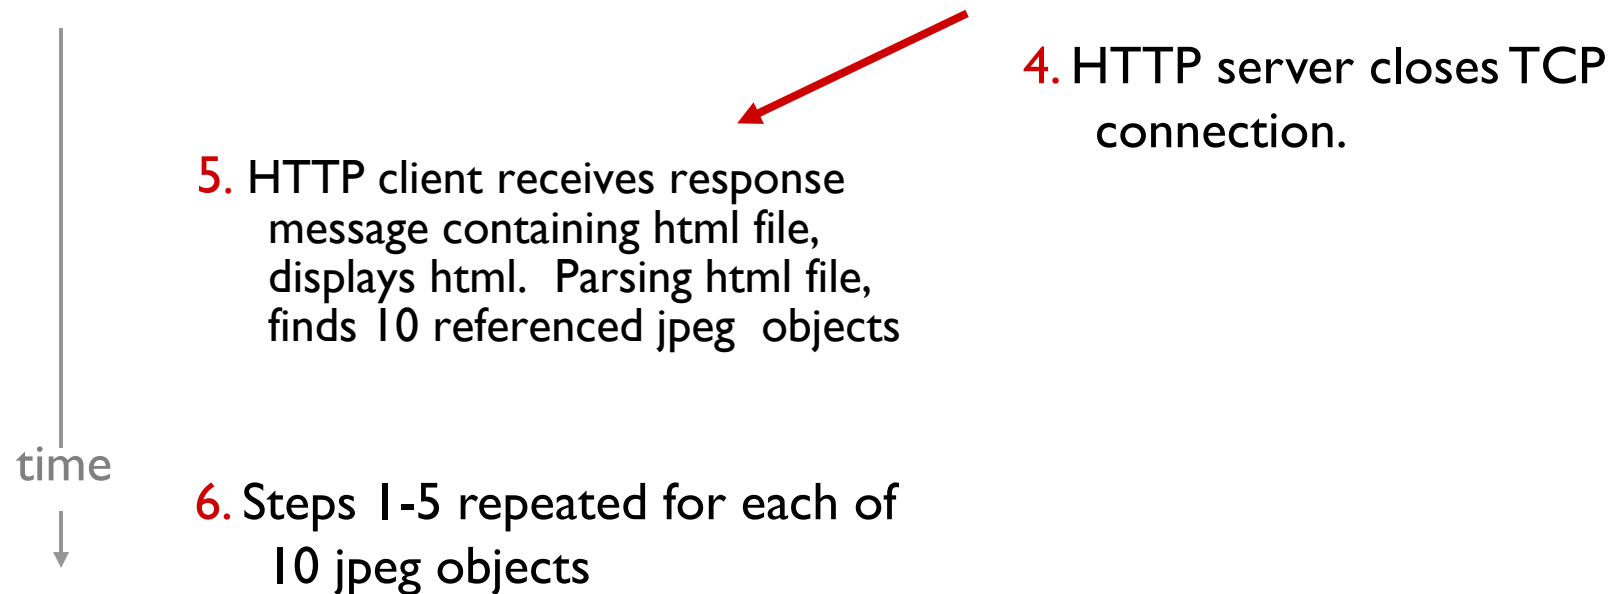 4. HTTP server closes TCP
connection.
5. HTTP client receives response
message containing html file,
displays html.  Parsing html file,
finds 10 referenced jpeg  objects
time
6. Steps 1-5 repeated for each of
10 jpeg objects